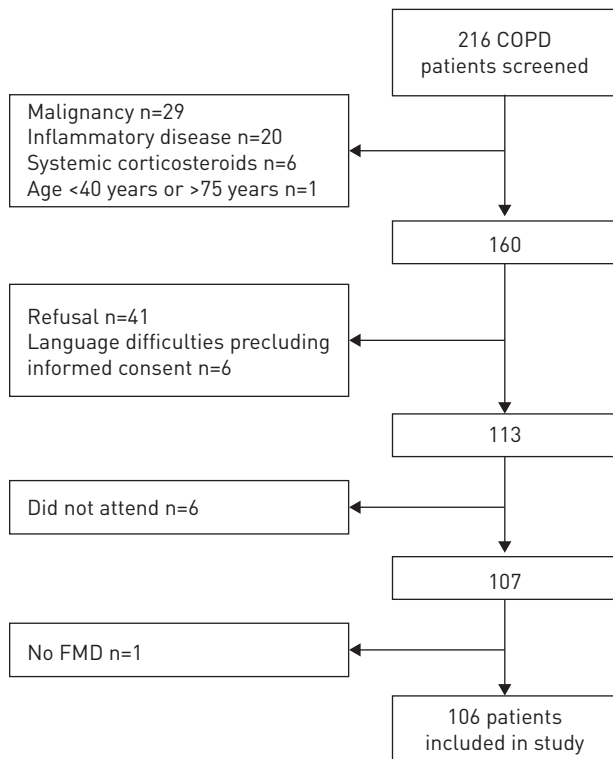 216 COPD
patients screened
Malignancy n=29
Inflammatory disease n=20
Systemic corticosteroids n=6
Age <40 years or >75 years n=1
160
Refusal n=41
Language difficulties precluding
informed consent n=6
113
Did not attend n=6
107
No FMD n=1
106 patients
included in study